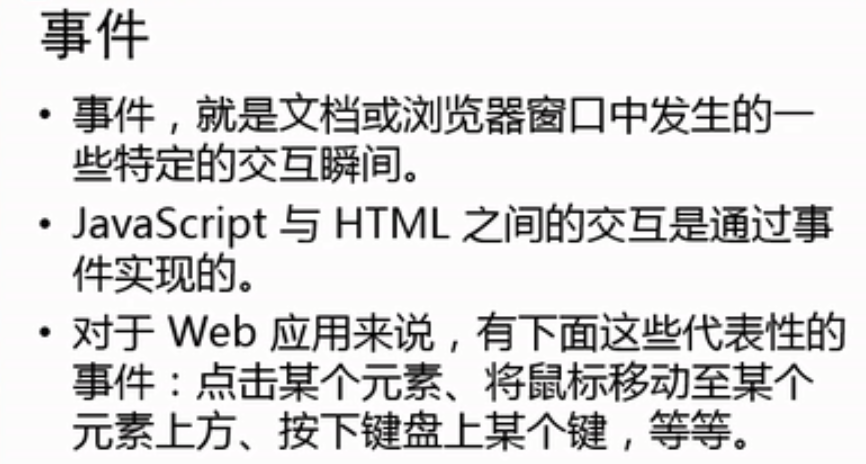 事件
• 事件，就是文档或浏览器窗口中发生的一
些特定的交互瞬间。
• JavaScript 与 HTML 之间的交互是通过事
件实现的。
• 对于 Web 应用来说，有下面这些代表性的
事件：点击某个元素、将鼠标移动至某个
元素上方、按下键盘上某个键，等等。